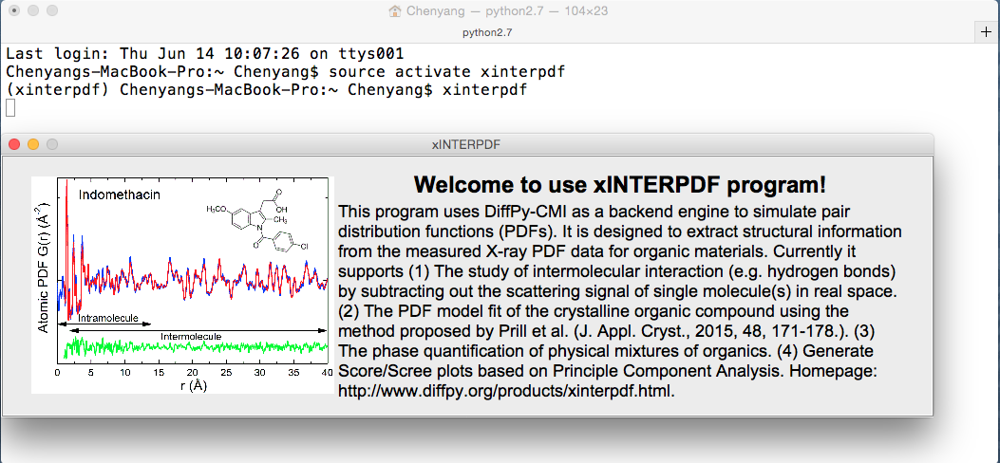 Chenyang — python2.7 — 104×23
python2.7
+
Last login: Thu Jun 14 10:07:26 on ttys001
Chenyangs-MacBook-Pro:~ Chenyang$ source activate xinterpdf
(xinterpdf) Chenyangs-MacBook-Pro:~ Chenyang$ xinterpdf
xINTERPDF
Indomethacin
O
OH
H₃CO
CH₃
N
O
Cl
Atomic PDF G(r) (Å⁻²)
Intramolecule
Intermolecule
0 5 10 15 20 25 30 35 40
r (Å)
Welcome to use xINTERPDF program!
This program uses DiffPy-CMI as a backend engine to simulate pair
distribution functions (PDFs). It is designed to extract structural information
from the measured X-ray PDF data for organic materials. Currently it
supports (1) The study of intermolecular interaction (e.g. hydrogen bonds)
by subtracting out the scattering signal of single molecule(s) in real space.
(2) The PDF model fit of the crystalline organic compound using the
method proposed by Prill et al. (J. Appl. Cryst., 2015, 48, 171-178.). (3)
The phase quantification of physical mixtures of organics. (4) Generate
Score/Scree plots based on Principle Component Analysis. Homepage:
http://www.diffpy.org/products/xinterpdf.html.